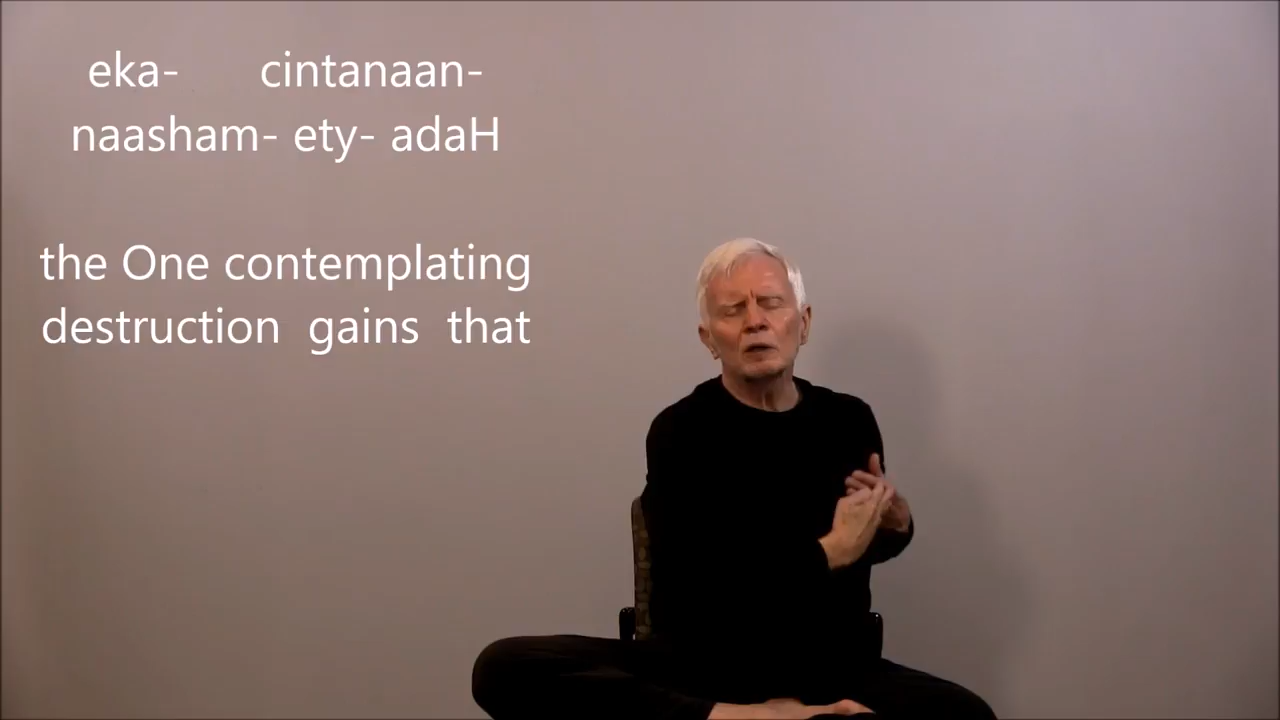 eka- cintanaan-
naasham- ety- adaH
the One contemplating
destruction gains that